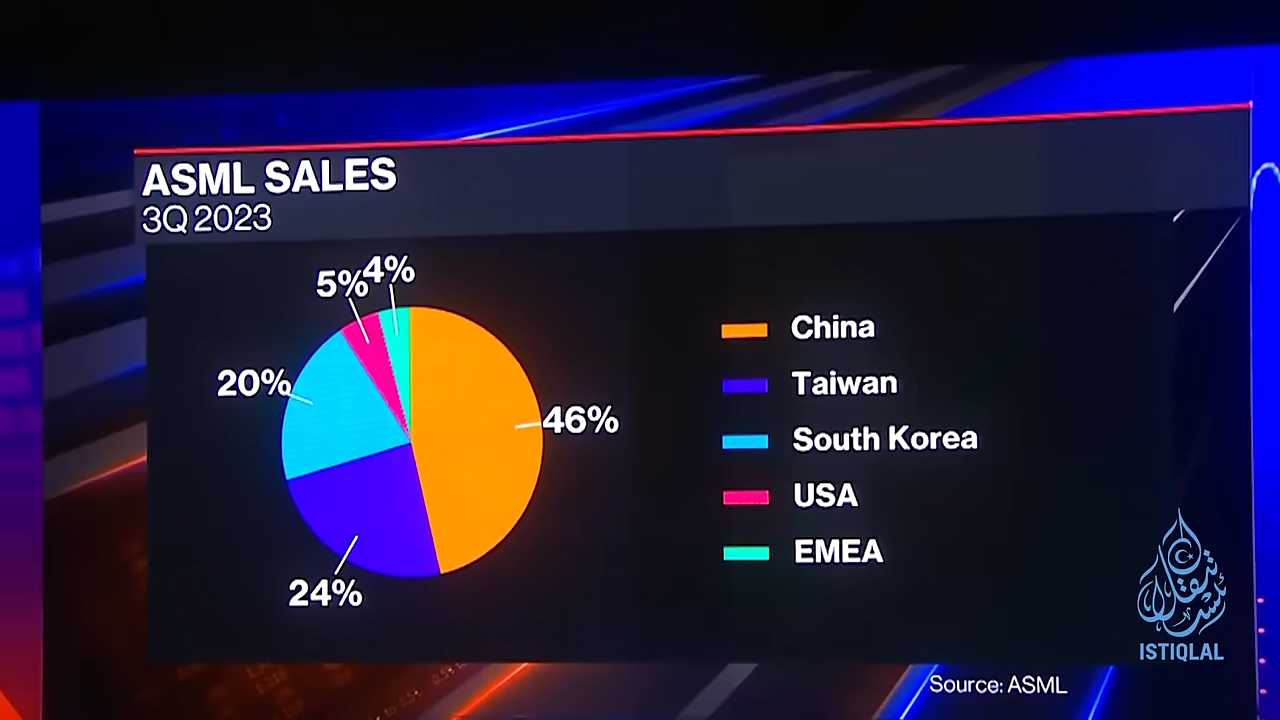 ASML SALES
3Q 2023
5%
4%
20%
46%
24%
China
Taiwan
South Korea
USA
EMEA
ISTIQLAL
Source: ASML